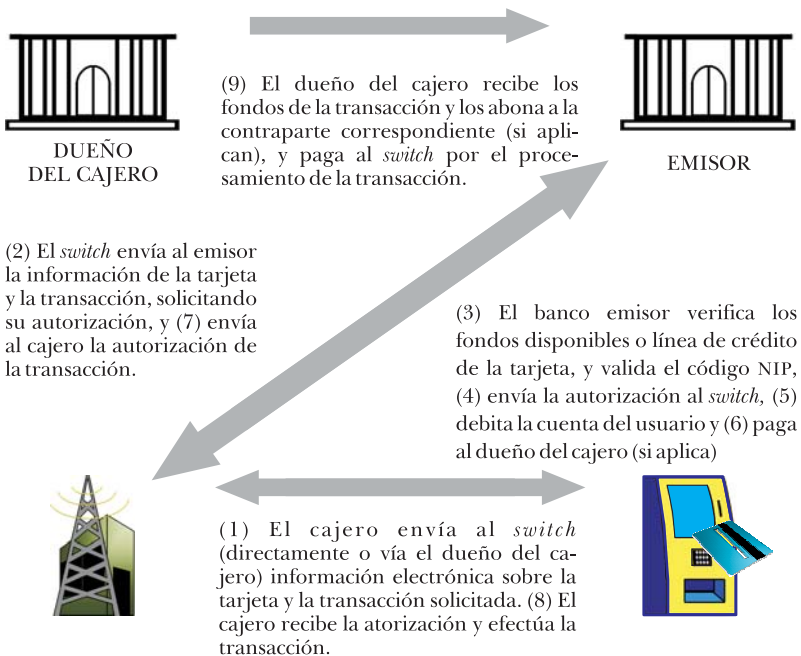 (9) El dueño del cajero recibe los
fondos de la transacción y los abona a la
contraparte correspondiente (si apli-
can), y paga al switch por el proce-
samiento de la transacción.
DUEÑO
DEL CAJERO
EMISOR
(2) El switch envía al emisor
la información de la tarjeta
y la transacción, solicitando
su autorización, y (7) envía
al cajero la autorización de
la transacción.
(3) El banco emisor verifica los
fondos disponibles o línea de crédito
de la tarjeta, y valida el código NIP,
(4) envía la autorización al switch, (5)
debita la cuenta del usuario y (6) paga
al dueño del cajero (si aplica)
(1) El cajero envía al switch
(directamente o vía el dueño del ca-
jero) información electrónica sobre la
tarjeta y la transacción solicitada. (8) El
cajero recibe la atorización y efectúa la
transacción.